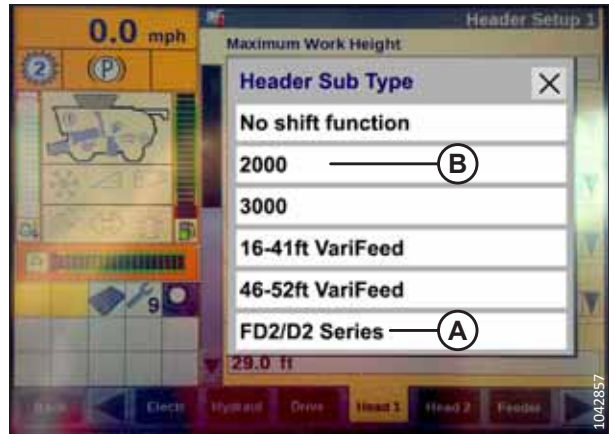 0.0 mph
Header Setup 1
Maximum Work Height
2
P
Header Sub Type
No shift function
2000
B
3000
16-41ft VariFeed
46-52ft VariFeed
9
FD2/D2 Series
A
29.0 ft
Back
Electr
Hydraul
Drive
Head 1
Head 2
Feeder
1042857